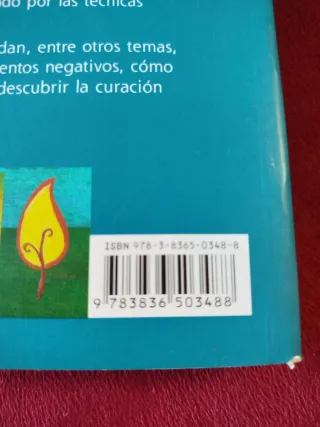 do por las técnicas
dan, entre otros temas,
entos negativos, cómo
descubrir la curación
ISBN 978-3-8365-0348-8
9 783836 503488